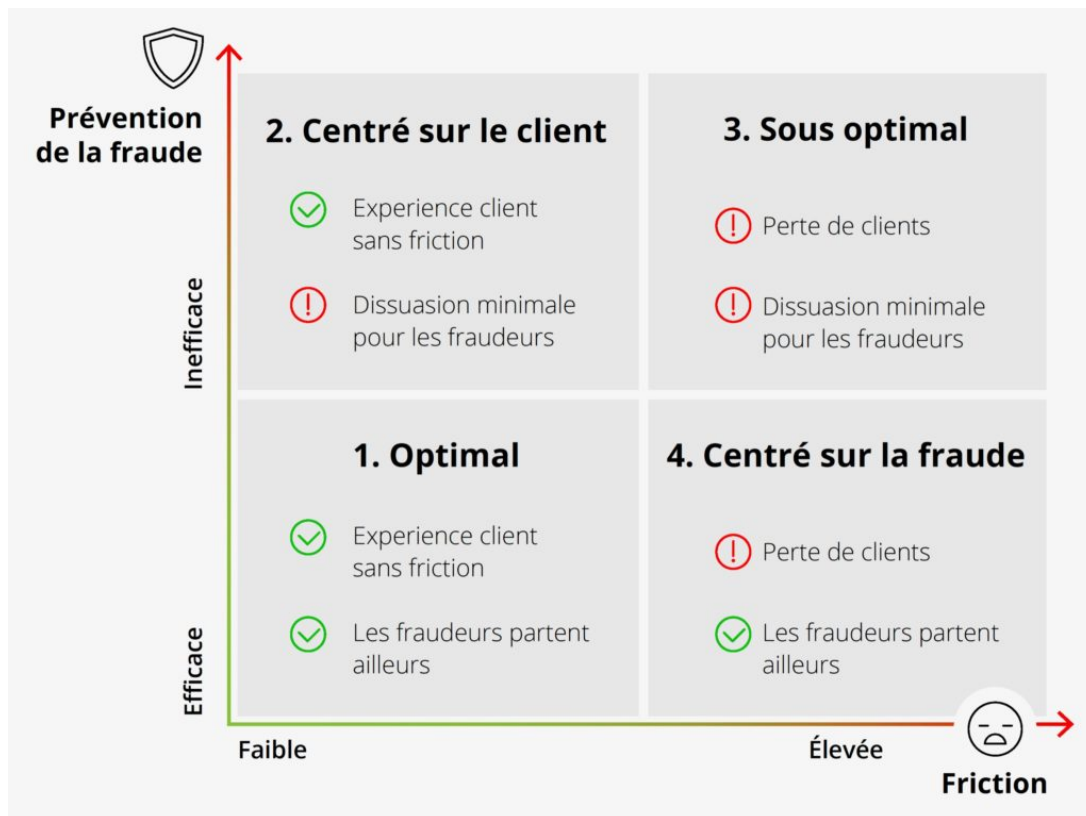 Prévention
de la fraude
2. Centré sur le client
Experience client
sans friction
Dissuasion minimale
pour les fraudeurs
3. Sous optimal
Perte de clients
Dissuasion minimale
pour les fraudeurs
Inefficace
1. Optimal
Experience client
sans friction
Les fraudeurs partent
ailleurs
4. Centré sur la fraude
Perte de clients
Les fraudeurs partent
ailleurs
Efficace
Faible
Élevée
Friction